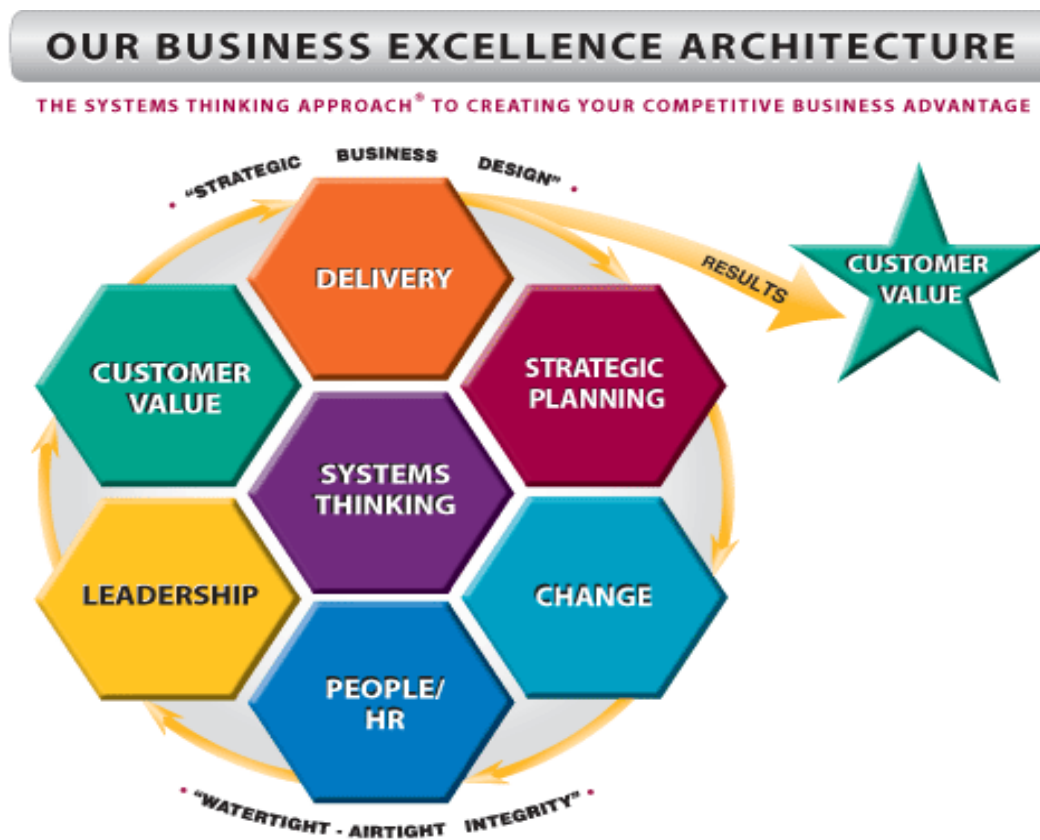 OUR BUSINESS EXCELLENCE ARCHITECTURE
THE SYSTEMS THINKING APPROACH® TO CREATING YOUR COMPETITIVE BUSINESS ADVANTAGE
• "STRATEGIC BUSINESS DESIGN" •
DELIVERY
RESULTS
CUSTOMER
VALUE
CUSTOMER
VALUE
STRATEGIC
PLANNING
SYSTEMS
THINKING
LEADERSHIP
CHANGE
PEOPLE/
HR
• "WATERTIGHT - AIRTIGHT INTEGRITY" •